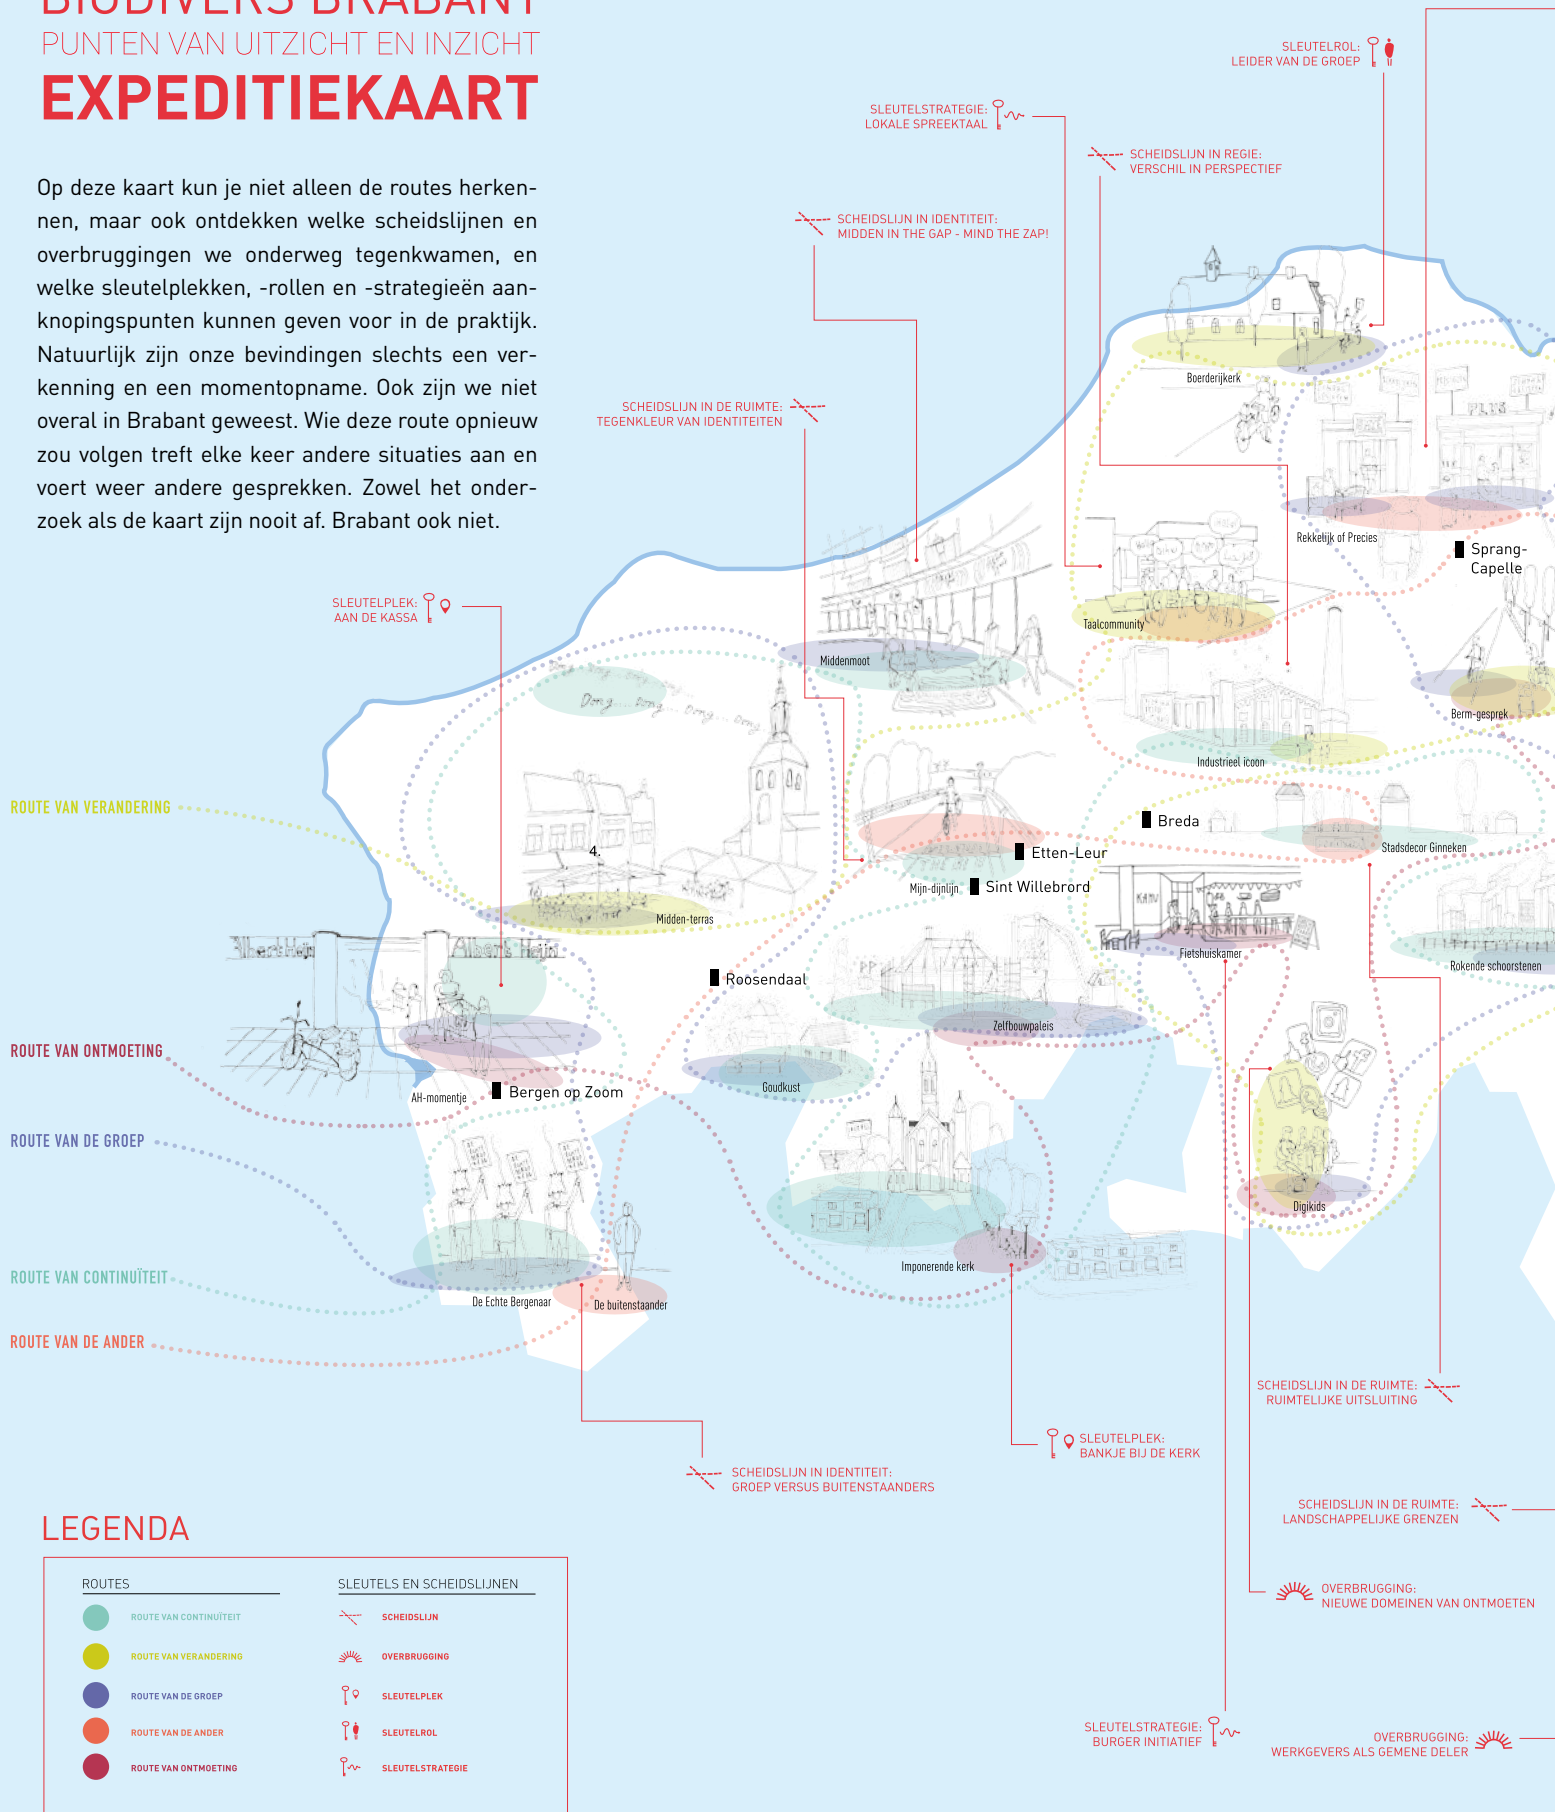 BIODIVERS BRABANT
PUNTEN VAN UITZICHT EN INZICHT
EXPEDITIEKAART
Op deze kaart kun je niet alleen de routes herken-
nen, maar ook ontdekken welke scheidslijnen en
overbruggingen we onderweg tegenkwamen, en
welke sleutelplekken, -rollen en -strategieën aan-
knopingspunten kunnen geven voor in de praktijk.
Natuurlijk zijn onze bevindingen slechts een ver-
kenning en een momentopname. Ook zijn we niet
overal in Brabant geweest. Wie deze route opnieuw
zou volgen treft elke keer andere situaties aan en
voert weer andere gesprekken. Zowel het onder-
zoek als de kaart zijn nooit af. Brabant ook niet.
SLEUTELROL:
LEIDER VAN DE GROEP
SLEUTELSTRATEGIE:
LOKALE SPREEKTAAL
SCHEIDSLIJN IN REGIE:
VERSCHIL IN PERSPECTIEF
SCHEIDSLIJN IN IDENTITEIT:
MIDDEN IN THE GAP - MIND THE ZAP!
SCHEIDSLIJN IN DE RUIMTE:
TEGENKLEUR VAN IDENTITEITEN
SLEUTELPLEK:
AAN DE KASSA
Boerderijkerk
PLUS
Rekkelijk of Precies
Sprang-
Capelle
Taalcommunity
Middenmoot
Dong... Dong... Dong... Dong
Berm-gesprek
Industrieel icoon
ROUTE VAN VERANDERING
Breda
Stadsdecor Ginneken
4.
Etten-Leur
Mijn-dijnlijn
Sint Willebrord
Midden-terras
Albert Heijn
Albert Heijn
Fietshuiskamer
Rokende schoorstenen
Roosendaal
Zelfbouwpaleis
ROUTE VAN ONTMOETING
Goudkust
AH-momentje
Bergen op Zoom
ROUTE VAN DE GROEP
Digikids
ROUTE VAN CONTINUÏTEIT
Imponerende kerk
De Echte Bergenaar
De buitenstaander
ROUTE VAN DE ANDER
SCHEIDSLIJN IN DE RUIMTE:
RUIMTELIJKE UITSLUITING
SLEUTELPLEK:
BANKJE BIJ DE KERK
SCHEIDSLIJN IN IDENTITEIT:
GROEP VERSUS BUITENSTAANDERS
SCHEIDSLIJN IN DE RUIMTE:
LANDSCHAPPELIJKE GRENZEN
OVERBRUGGING:
NIEUWE DOMEINEN VAN ONTMOETEN
SLEUTELSTRATEGIE:
BURGER INITIATIEF
OVERBRUGGING:
WERKGEVERS ALS GEMENE DELER
LEGENDA
ROUTES
ROUTE VAN CONTINUÏTEIT
ROUTE VAN VERANDERING
ROUTE VAN DE GROEP
ROUTE VAN DE ANDER
ROUTE VAN ONTMOETING
SLEUTELS EN SCHEIDSLIJNEN
SCHEIDSLIJN
OVERBRUGGING
SLEUTELPLEK
SLEUTELROL
SLEUTELSTRATEGIE